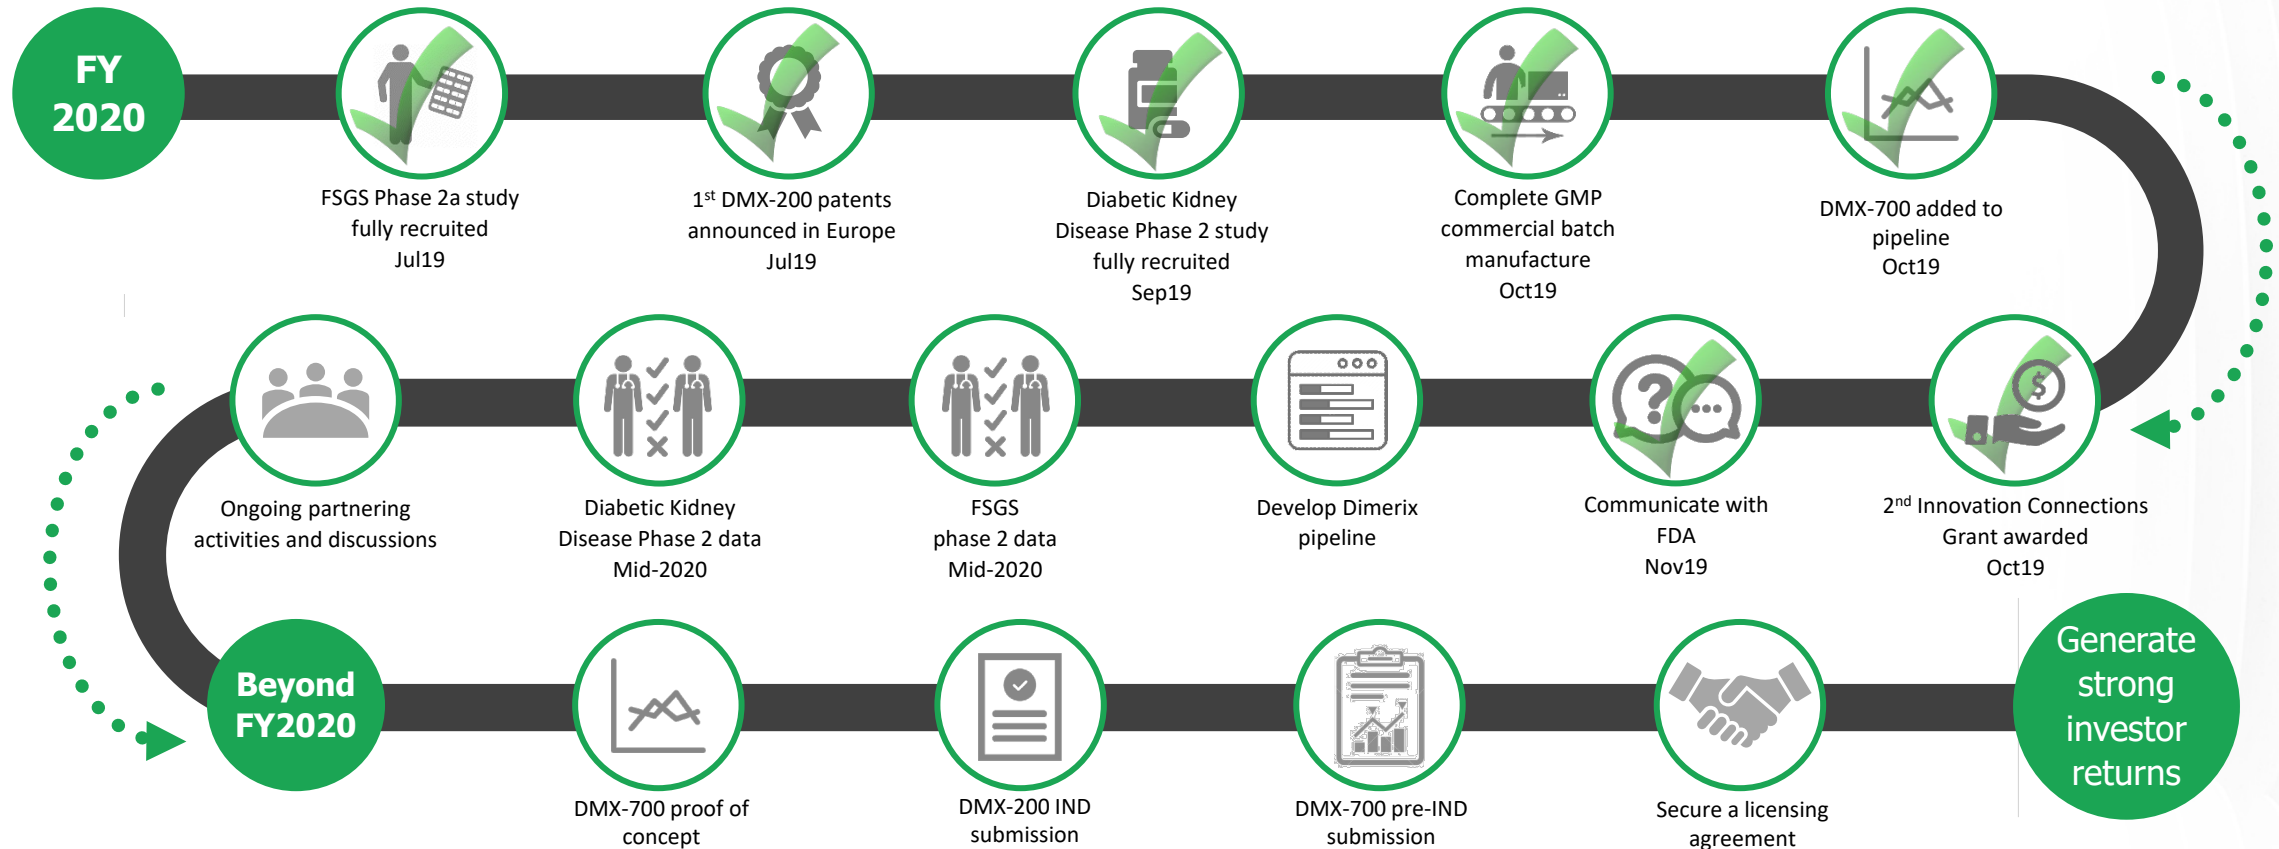 FY
2020
FSGS Phase 2a study
fully recruited
Jul19
1st DMX-200 patents
announced in Europe
Jul19
Diabetic Kidney
Disease Phase 2 study
fully recruited
Sep19
Complete GMP
commercial batch
manufacture
Oct19
DMX-700 added to
pipeline
Oct19
2nd Innovation Connections
Grant awarded
Oct19
Communicate with
FDA
Nov19
Develop Dimerix
pipeline
FSGS
phase 2 data
Mid-2020
Diabetic Kidney
Disease Phase 2 data
Mid-2020
Ongoing partnering
activities and discussions
Beyond
FY2020
DMX-700 proof of
concept
DMX-200 IND
submission
DMX-700 pre-IND
submission
Secure a licensing
agreement
Generate
strong
investor
returns